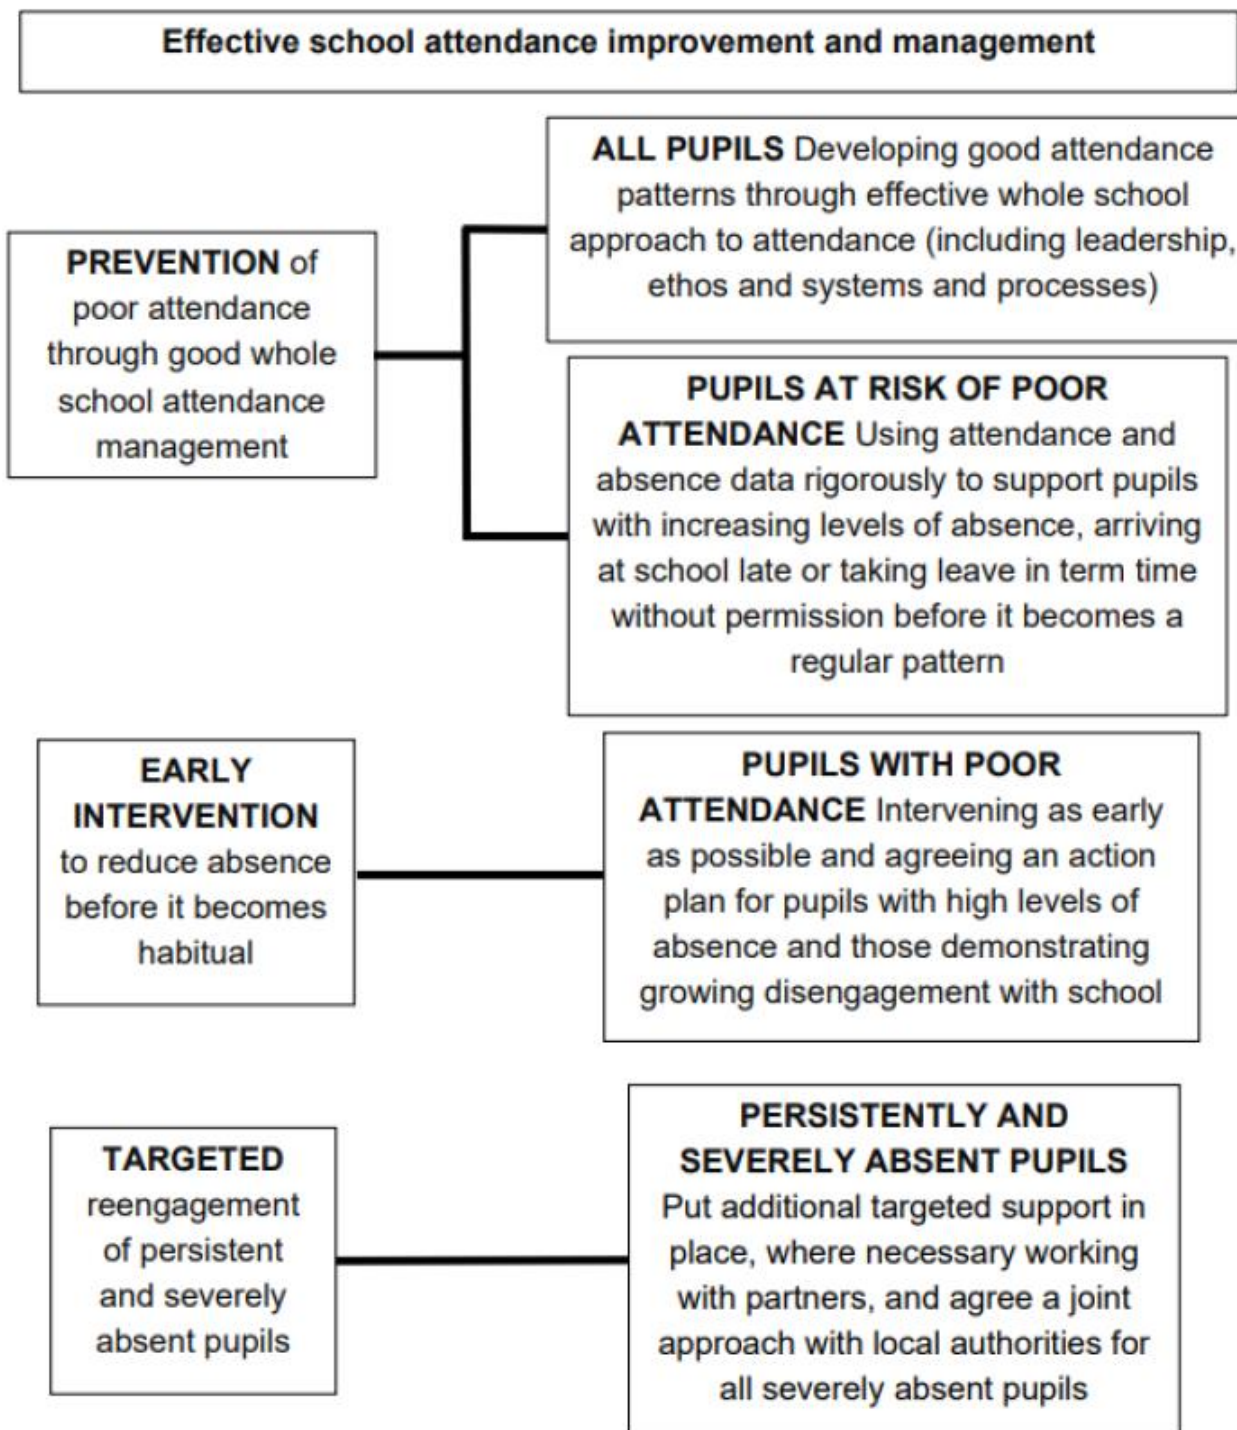 Effective school attendance improvement and management
PREVENTION of
poor attendance
through good whole
school attendance
management
ALL PUPILS Developing good attendance
patterns through effective whole school
approach to attendance (including leadership,
ethos and systems and processes)
PUPILS AT RISK OF POOR
ATTENDANCE Using attendance and
absence data rigorously to support pupils
with increasing levels of absence, arriving
at school late or taking leave in term time
without permission before it becomes a
regular pattern
EARLY
INTERVENTION
to reduce absence
before it becomes
habitual
PUPILS WITH POOR
ATTENDANCE Intervening as early
as possible and agreeing an action
plan for pupils with high levels of
absence and those demonstrating
growing disengagement with school
TARGETED
reengagement
of persistent
and severely
absent pupils
PERSISTENTLY AND
SEVERELY ABSENT PUPILS
Put additional targeted support in
place, where necessary working
with partners, and agree a joint
approach with local authorities for
all severely absent pupils